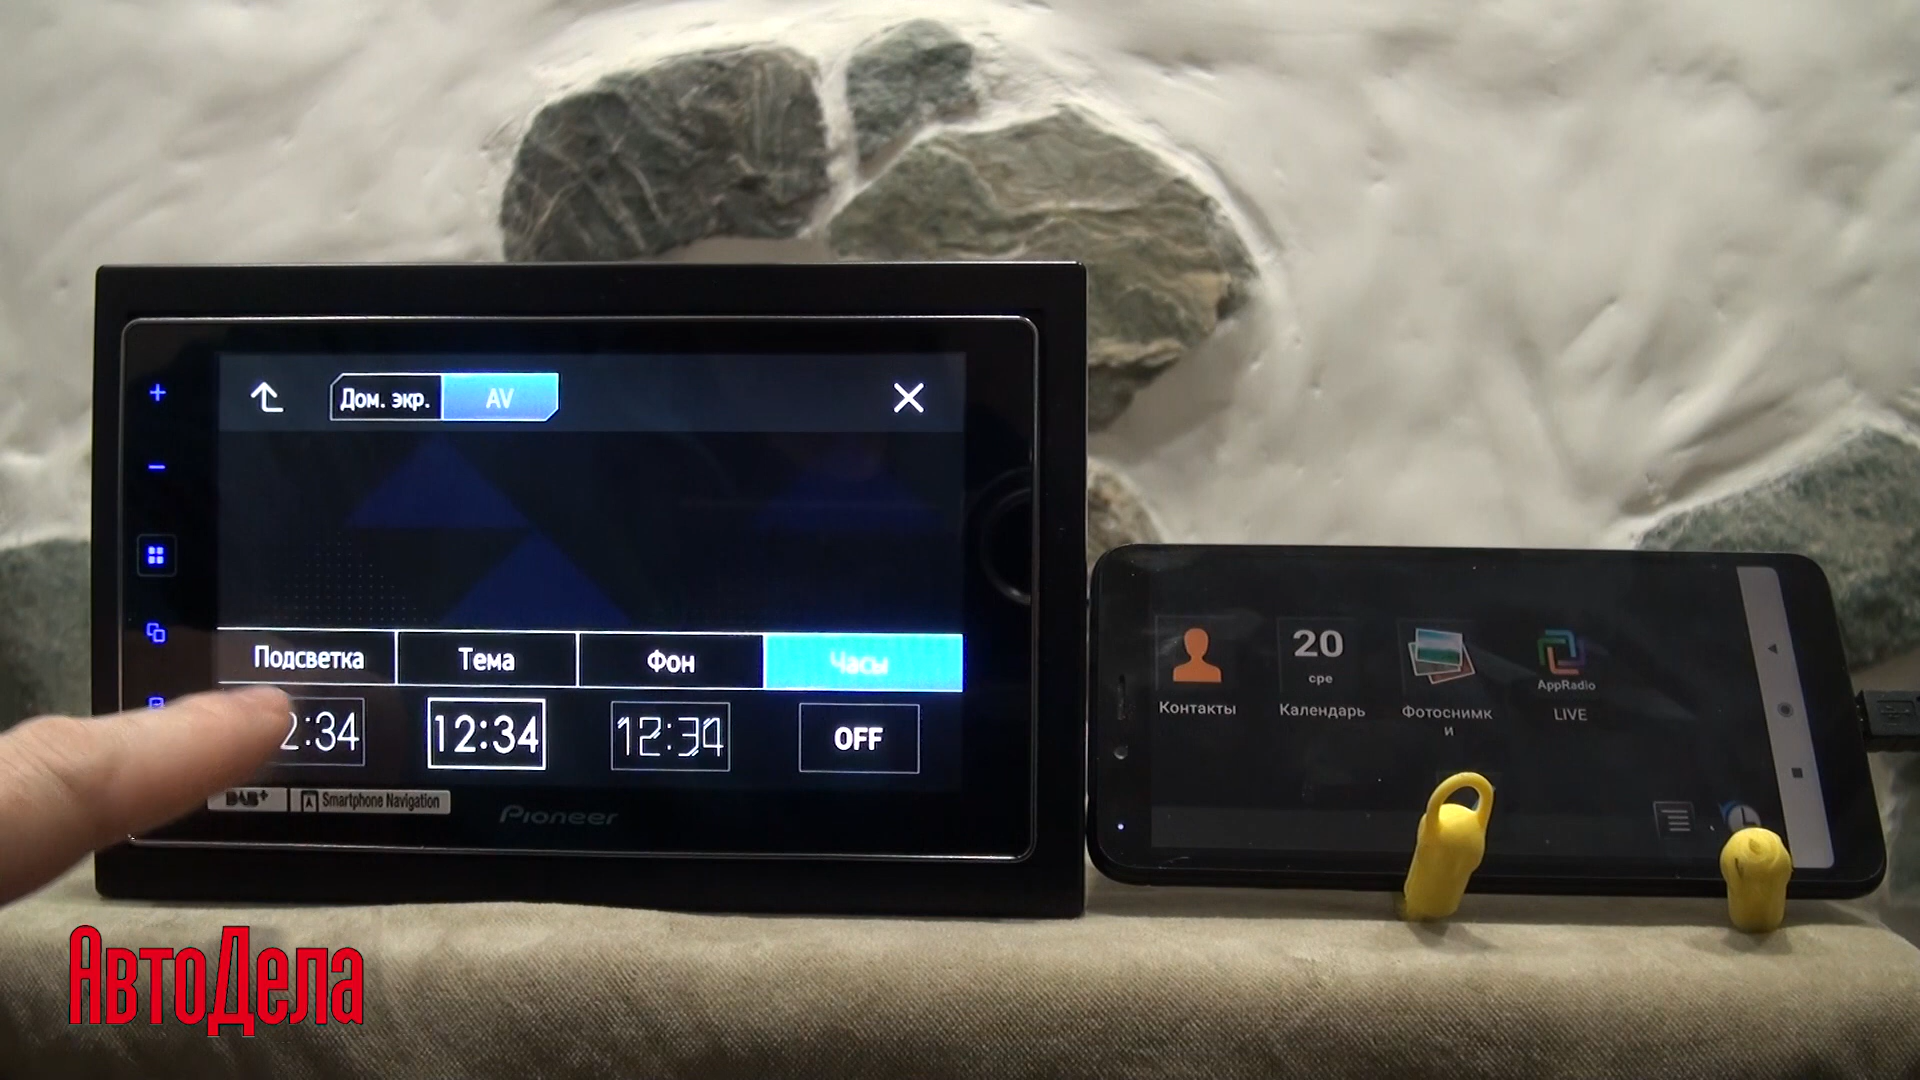 Дом. экр. AV
Подсветка Тема Фон Часы
2:34 12:34 12:34 OFF
DAB+ Smartphone Navigation
Pioneer
20
сре
AppRadio
Контакты Календарь Фотоснимк
и
LIVE
АвтоДела